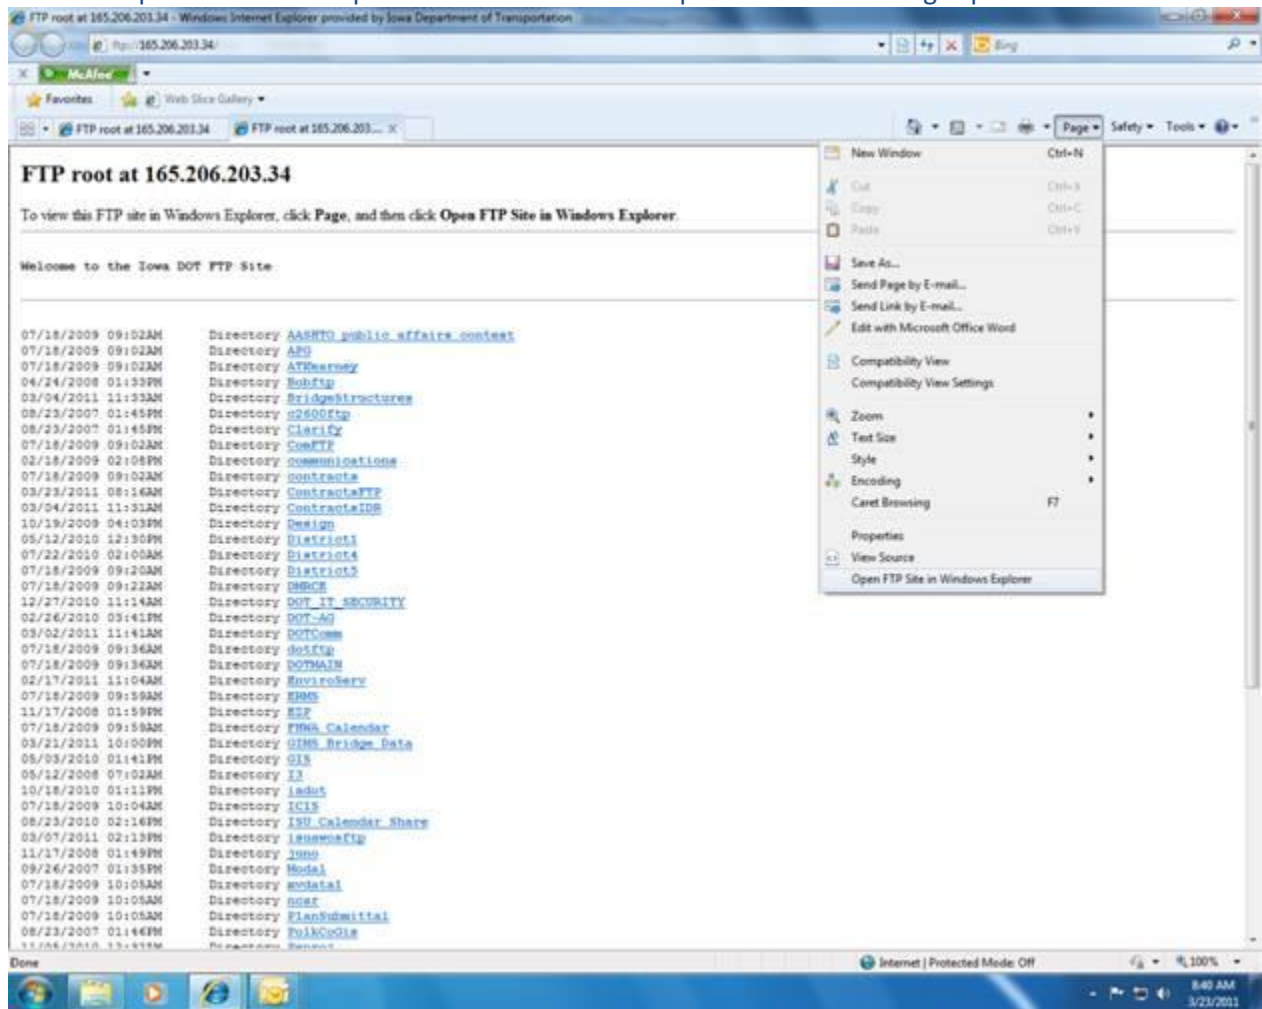 FTP root at 165.206.203.34 - Windows Internet Explorer provided by Iowa Department of Transportation
ftp://165.206.203.34/
Bing
X McAfee
Favorites Web Slice Gallery
FTP root at 165.206.203.34 FTP root at 165.206.203.... X Page Safety Tools
FTP root at 165.206.203.34
To view this FTP site in Windows Explorer, click Page, and then click Open FTP Site in Windows Explorer.
Welcome to the Iowa DOT FTP Site
07/18/2009 09:02AM Directory AASHTO public affairs contest
07/18/2009 09:02AM Directory APG
07/18/2009 09:02AM Directory ATKearney
04/24/2008 01:33PM Directory Bobftp
03/04/2011 11:33AM Directory BridgeStructures
08/23/2007 01:45PM Directory c2600ftp
08/23/2007 01:45PM Directory Clarify
07/18/2009 09:02AM Directory ComFTP
02/18/2009 02:08PM Directory communications
07/18/2009 09:02AM Directory contracts
03/23/2011 08:16AM Directory ContractsFTP
03/04/2011 11:31AM Directory ContractsIDR
10/19/2009 04:03PM Directory Design
05/12/2010 12:30PM Directory District1
07/22/2010 02:00AM Directory District4
07/18/2009 09:20AM Directory District5
07/18/2009 09:22AM Directory DMRCE
12/27/2010 11:14AM Directory DOT_IT_SECURITY
02/26/2010 03:41PM Directory DOT-AG
03/02/2011 11:41AM Directory DOTComm
07/18/2009 09:36AM Directory dotftp
07/18/2009 09:36AM Directory DOTMAIN
02/17/2011 11:04AM Directory EnviroServ
07/18/2009 09:59AM Directory ERMS
11/17/2008 01:59PM Directory
07/18/2009 09:59AM Directory FHWA Calendar
03/21/2011 10:00PM Directory GIMS Bridge Data
05/03/2010 01:41PM Directory GIS
05/12/2008 07:02AM Directory I3
10/18/2010 01:11PM Directory iadot
07/18/2009 10:04AM Directory ICIS
08/23/2010 02:16PM Directory ISU Calendar Share
03/07/2011 02:13PM Directory isuawosftp
11/17/2008 01:49PM Directory juno
09/26/2007 01:35PM Directory Modal
07/18/2009 10:05AM Directory mvdata1
07/18/2009 10:05AM Directory
07/18/2009 10:05AM Directory PlanSubmittal
08/23/2007 01:46PM Directory PolkCoGis
New Window Ctrl+N
Cut Ctrl+X
Copy Ctrl+C
Paste Ctrl+V
Save As...
Send Page by E-mail...
Send Link by E-mail...
Edit with Microsoft Office Word
Compatibility View
Compatibility View Settings
Zoom
Text Size
Style
Encoding
Caret Browsing F7
Properties
View Source
Open FTP Site in Windows Explorer
Done Internet | Protected Mode: Off 100%
8:40 AM
3/23/2011